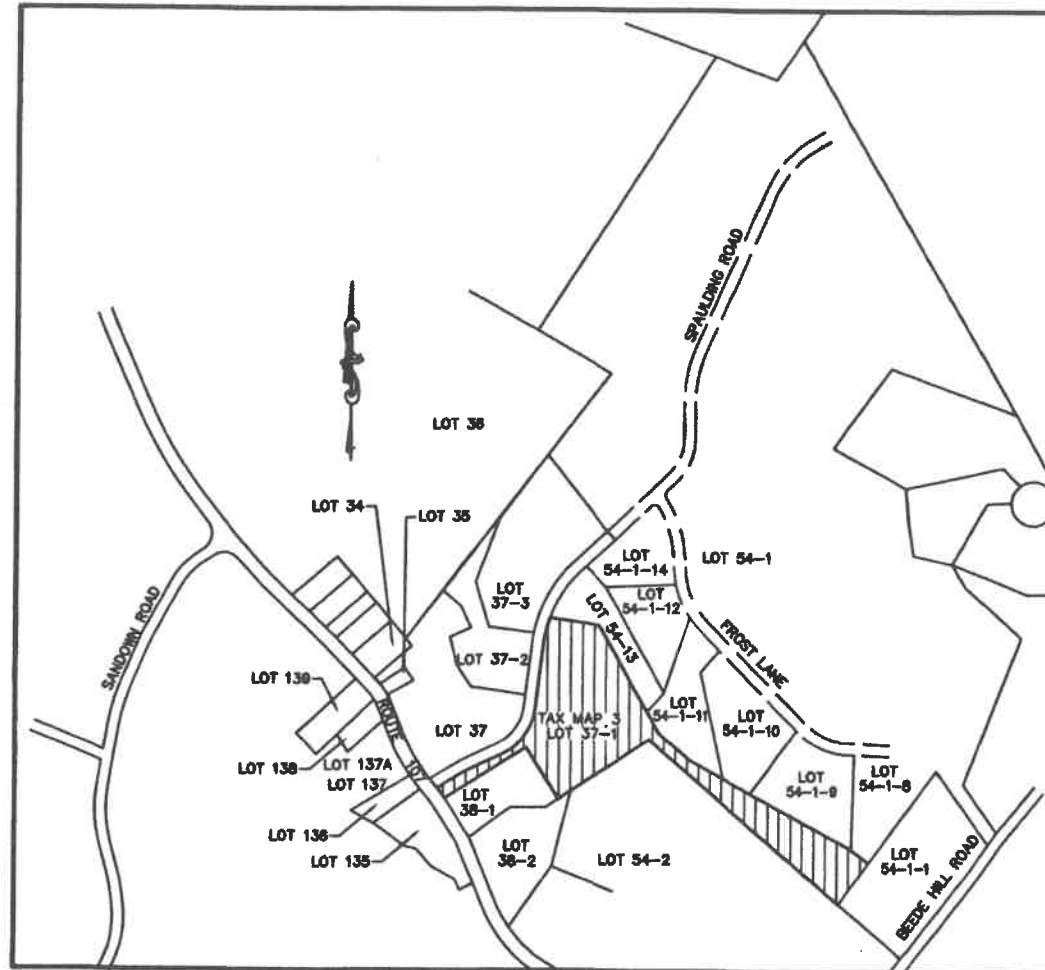 SPAULDING ROAD
LOT 36
LOT 34
LOT 35
LOT
54-1-14
LOT 54-1
LOT
37-3
LOT
54-1-12
LOT 54-13
FROST LANE
SANDOWN ROAD
LOT 37-2
LOT 139
TAX MAP 3
LOT 37-1
LOT
54-1-11
LOT
54-1-10
LOT 37
ROUTE 107
LOT 138
LOT 137A
LOT 137
LOT
54-1-9
LOT
54-1-8
LOT
38-1
LOT 136
LOT 135
LOT
38-2
LOT 54-2
LOT
54-1-1
BEEDE HILL ROAD